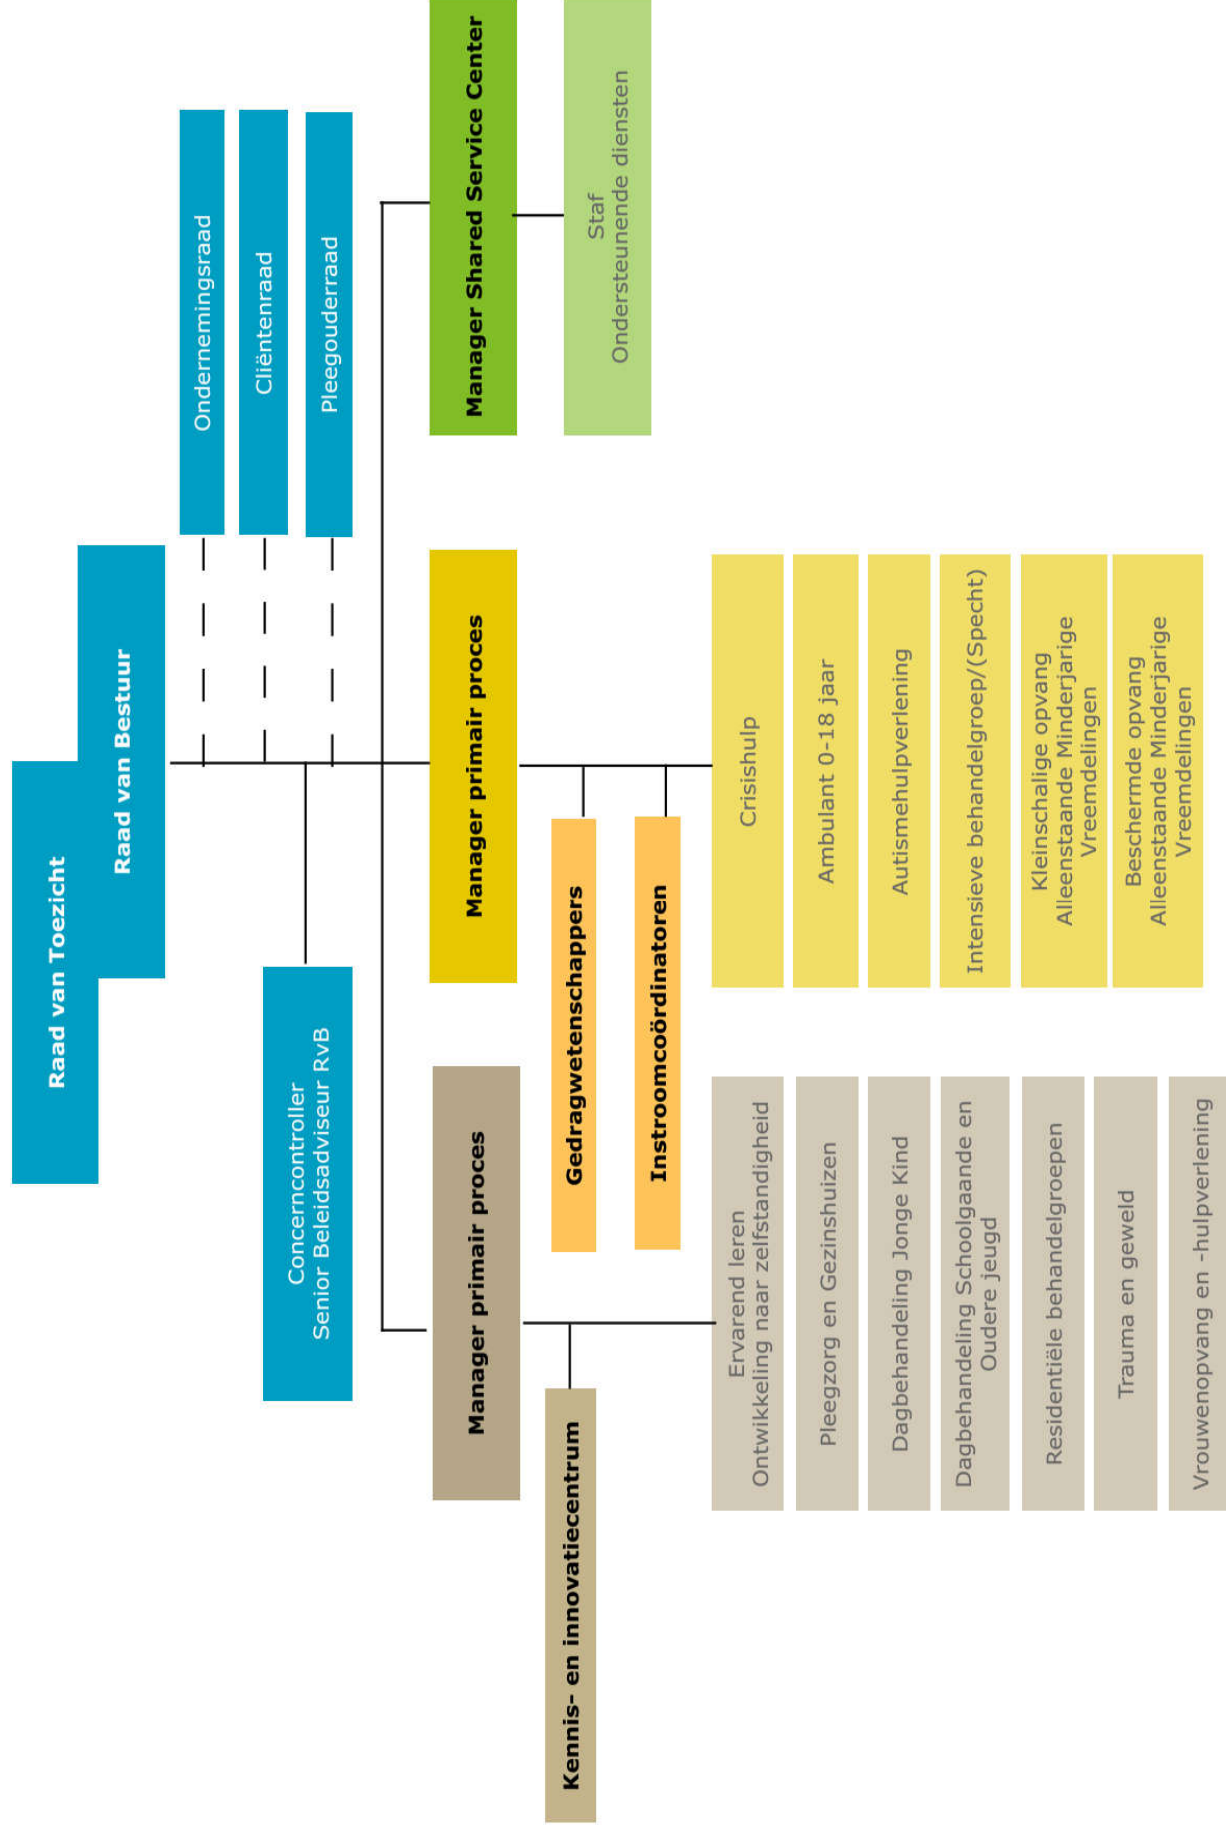 Raad van Toezicht
Raad van Bestuur
Ondernemingsraad
Cliëntenraad
Pleegouderraad
Concerncontroller
Senior Beleidsadviseur RvB
Manager primair proces
Manager primair proces
Manager Shared Service Center
Kennis- en innovatiecentrum
Gedragwetenschappers
Instroomcoördinatoren
Staf
Ondersteunende diensten
Ervarend leren
Ontwikkeling naar zelfstandigheid
Pleegzorg en Gezinshuizen
Dagbehandeling Jonge Kind
Dagbehandeling Schoolgaande en
Oudere jeugd
Residentiële behandelgroepen
Trauma en geweld
Vrouwenopvang en -hulpverlening
Crisishulp
Ambulant 0-18 jaar
Autismehulpverlening
Intensieve behandelgroep/(Specht)
Kleinschalige opvang
Alleenstaande Minderjarige
Vreemdelingen
Beschermde opvang
Alleenstaande Minderjarige
Vreemdelingen